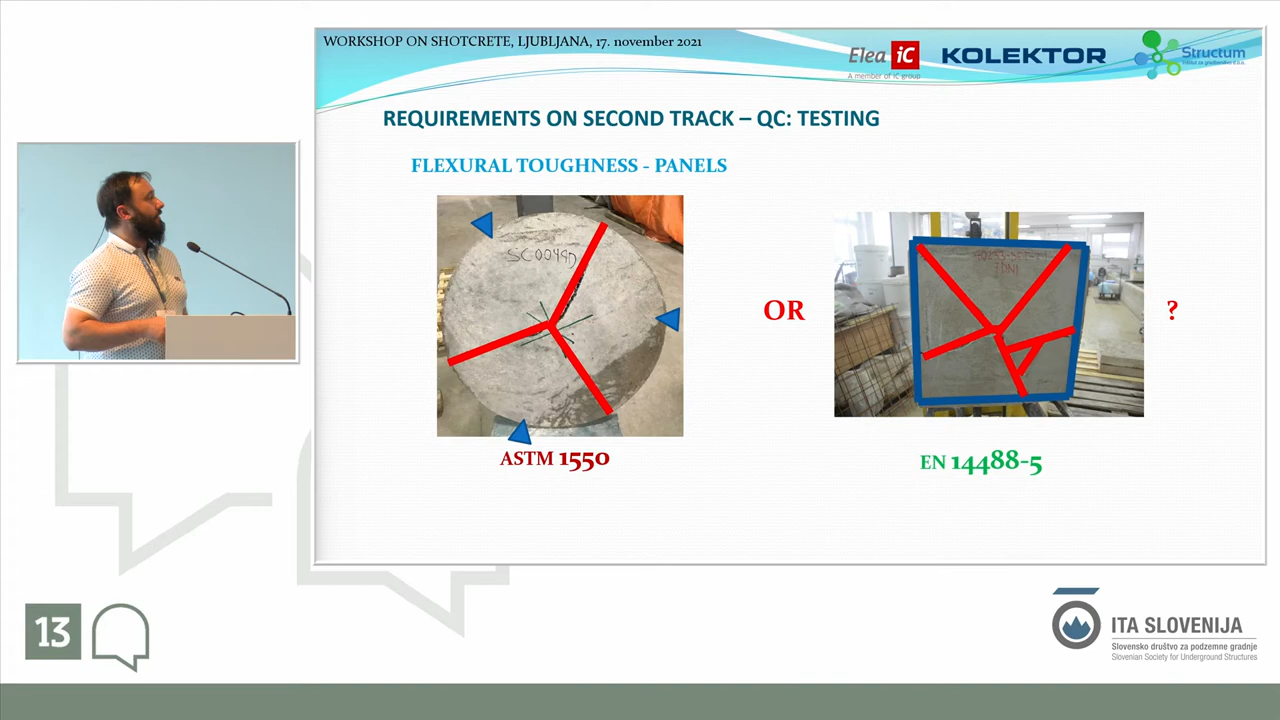 WORKSHOP ON SHOTCRETE, LJUBLJANA, 17. november 2021
Elea iC
A member of iC group
KOLEKTOR
Structum
REQUIREMENTS ON SECOND TRACK – QC: TESTING
FLEXURAL TOUGHNESS - PANELS
OR
?
ASTM 1550
EN 14488-5
13
ITA SLOVENIJA
Slovensko društvo za podzemne gradnje
Slovenian Society for Underground Structures